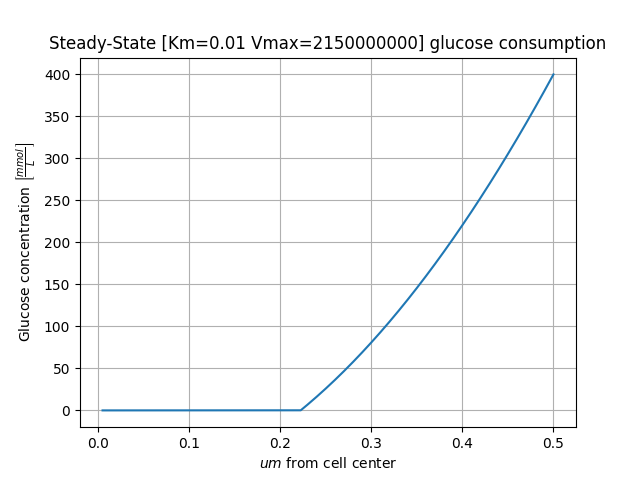 Steady-State [Km=0.01 Vmax=2150000000] glucose consumption
400
350
300
250
200
150
100
50
0
Glucose concentration [mmol/L]
0.0 0.1 0.2 0.3 0.4 0.5
um from cell center